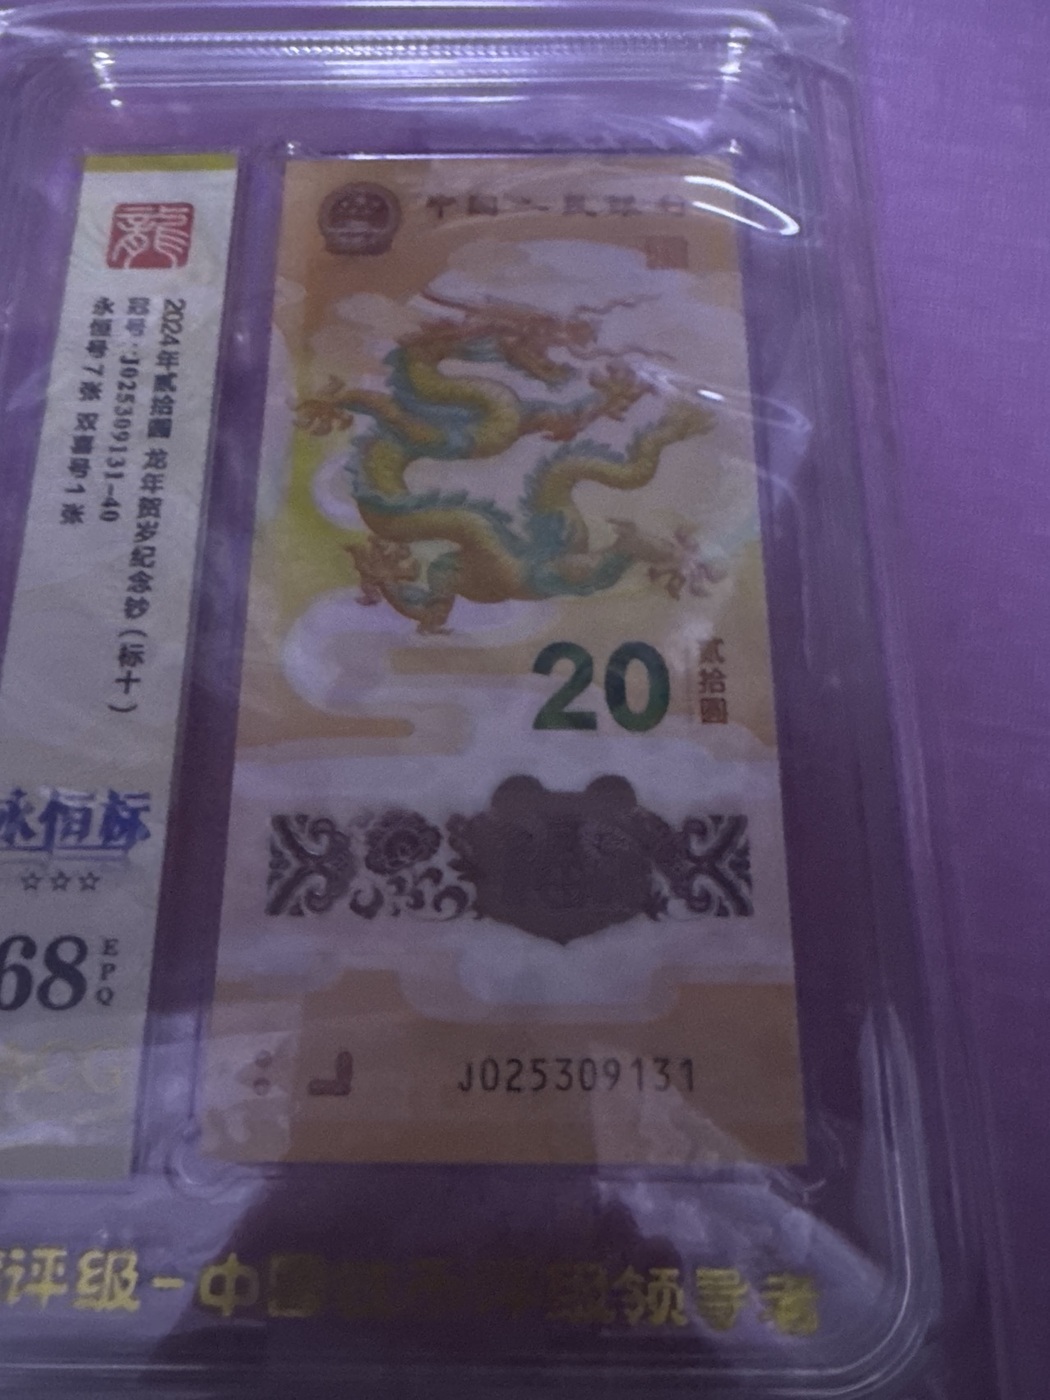 龍
2024年贰拾圆 龙年贺岁纪念钞(标十)
冠号:J025309131-40
永恒号7张 双喜号1张
永恒标
☆☆☆
68
E
P
Q
中国人民银行
20
贰拾圆
J025309131
评级-中国
领导者